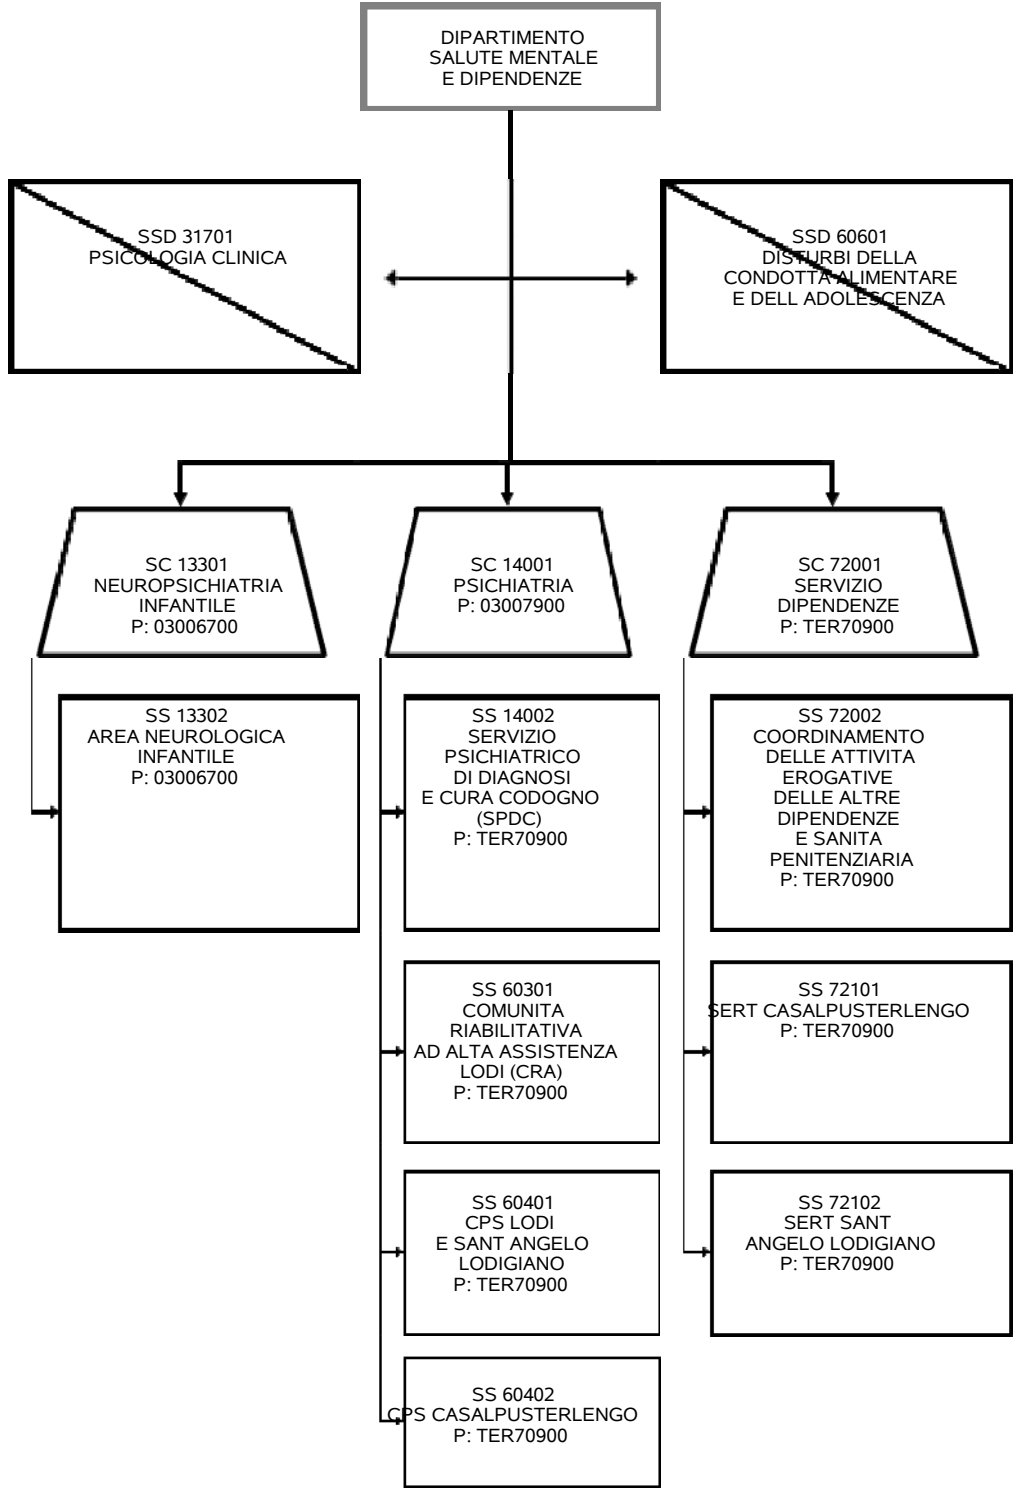 DIPARTIMENTO
SALUTE MENTALE
E DIPENDENZE
SSD 31701
PSICOLOGIA CLINICA
SSD 60601
DISTURBI DELLA
CONDOTTA ALIMENTARE
E DELL ADOLESCENZA
SC 13301
NEUROPSICHIATRIA
INFANTILE
P: 03006700
SC 14001
PSICHIATRIA
P: 03007900
SC 72001
SERVIZIO
DIPENDENZE
P: TER70900
SS 13302
AREA NEUROLOGICA
INFANTILE
P: 03006700
SS 14002
SERVIZIO
PSICHIATRICO
DI DIAGNOSI
E CURA CODOGNO
(SPDC)
P: TER70900
SS 72002
COORDINAMENTO
DELLE ATTIVITA
EROGATIVE
DELLE ALTRE
DIPENDENZE
E SANITA
PENITENZIARIA
P: TER70900
SS 60301
COMUNITA
RIABILITATIVA
AD ALTA ASSISTENZA
LODI (CRA)
P: TER70900
SS 72101
SERT CASALPUSTERLENGO
P: TER70900
SS 60401
CPS LODI
E SANT ANGELO
LODIGIANO
P: TER70900
SS 72102
SERT SANT
ANGELO LODIGIANO
P: TER70900
SS 60402
CPS CASALPUSTERLENGO
P: TER70900